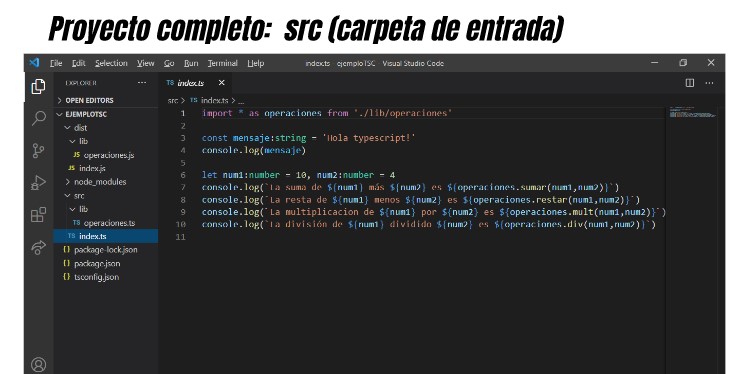 Proyecto completo: src (carpeta de entrada)
File Edit Selection View Go Run Terminal Help index.ts - ejemploTSC - Visual Studio Code
EXPLORER ...
OPEN EDITORS
EJEMPLOTSC
dist
lib
JS operaciones.js
JS index.js
node_modules
src
lib
TS operaciones.ts
TS index.ts
{} package-lock.json
{} package.json
{} tsconfig.json
TS index.ts X ...
src > TS index.ts > ...
1 import * as operaciones from './lib/operaciones'
2
3 const mensaje:string = 'Hola typescript!'
4 console.log(mensaje)
5
6 let num1:number = 10, num2:number = 4
7 console.log(`La suma de ${num1} más ${num2} es ${operaciones.sumar(num1,num2)}`)
8 console.log(`La resta de ${num1} menos ${num2} es ${operaciones.restar(num1,num2)}`)
9 console.log(`La multiplicacion de ${num1} por ${num2} es ${operaciones.mult(num1,num2)}`)
10 console.log(`La división de ${num1} dividido ${num2} es ${operaciones.div(num1,num2)}`)
11